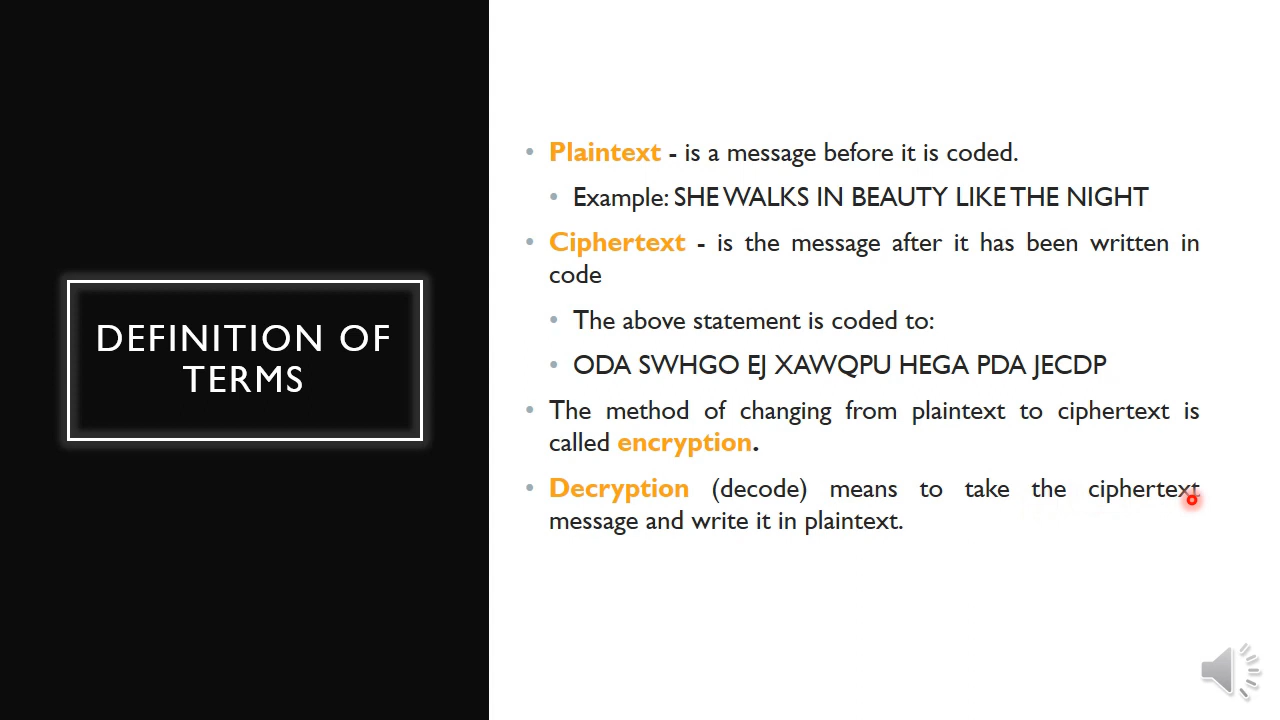 DEFINITION OF
TERMS
• Plaintext - is a message before it is coded.
• Example: SHE WALKS IN BEAUTY LIKE THE NIGHT
• Ciphertext - is the message after it has been written in
code
• The above statement is coded to:
• ODA SWHGO EJ XAWQPU HEGA PDA JECDP
• The method of changing from plaintext to ciphertext is
called encryption.
• Decryption (decode) means to take the ciphertext
message and write it in plaintext.